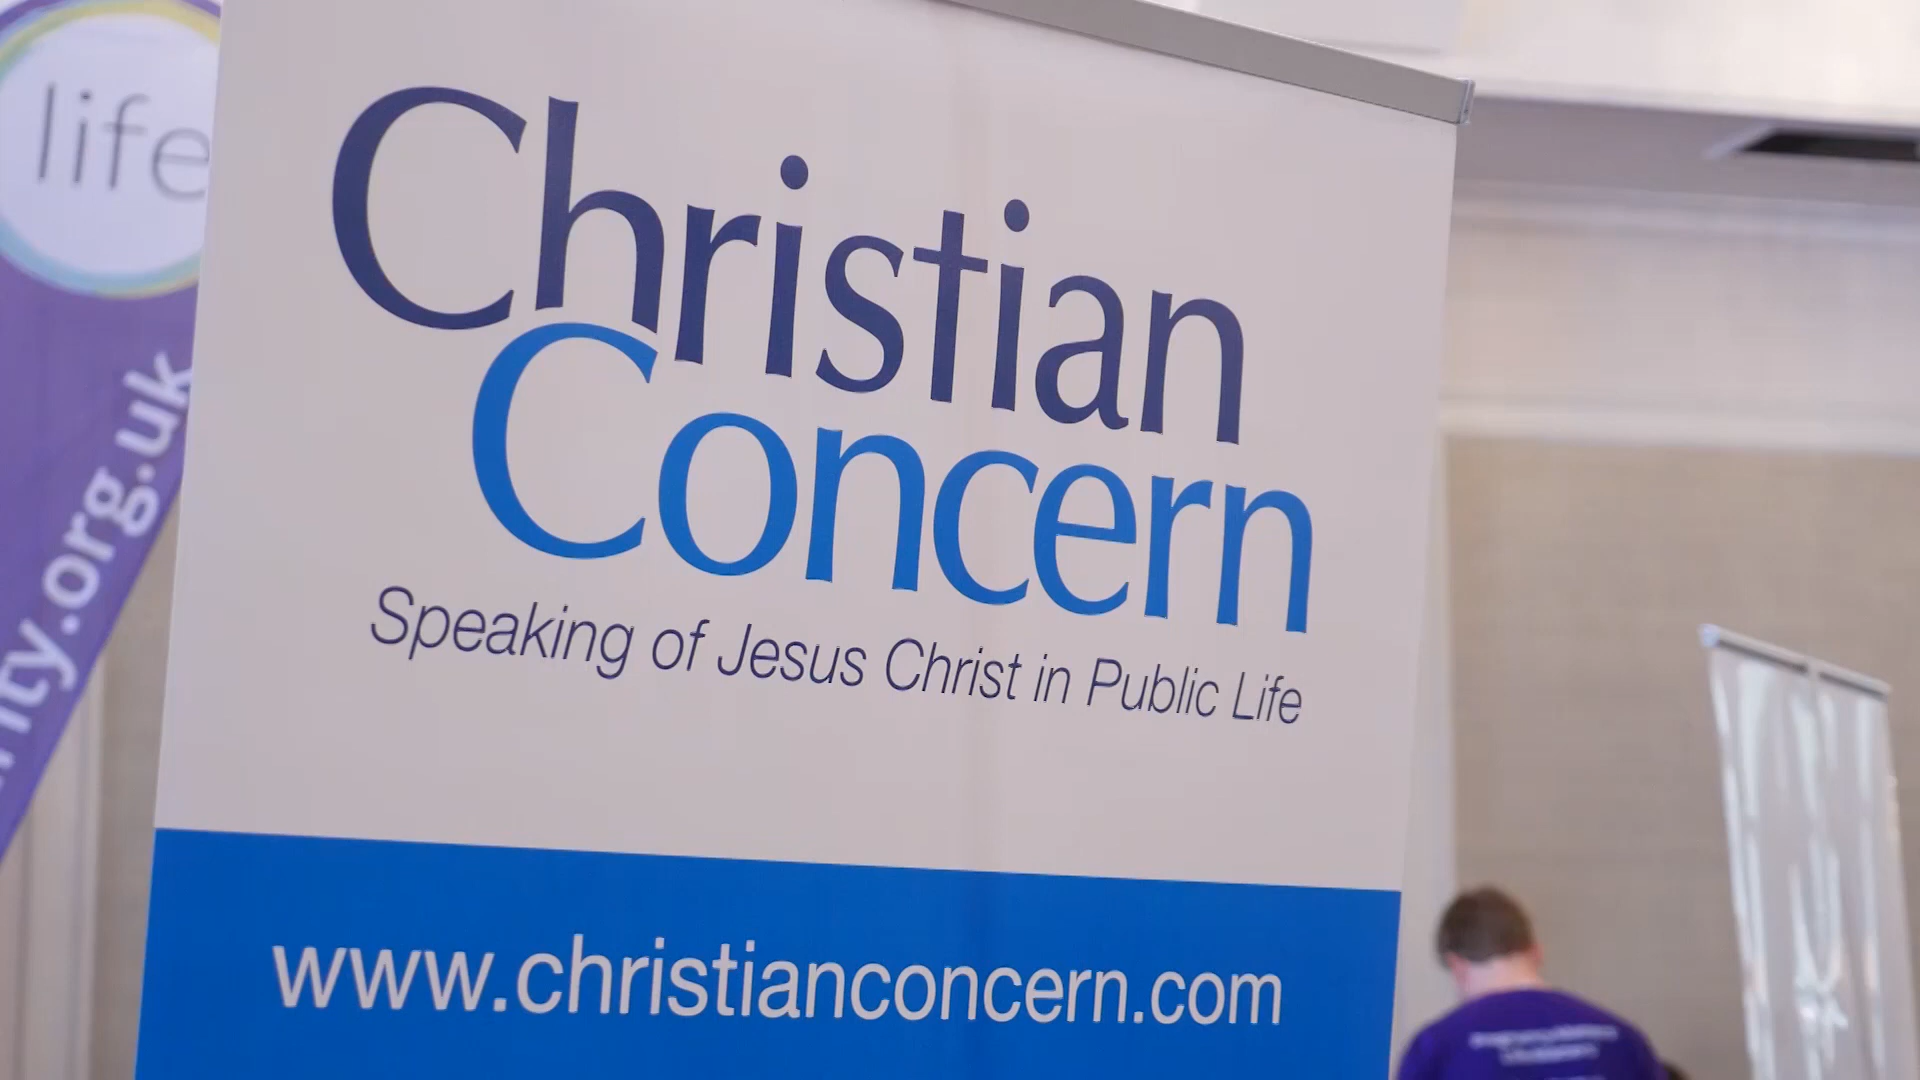 life
ity.org.uk
Christian
Concern
Speaking of Jesus Christ in Public Life
www.christianconcern.com